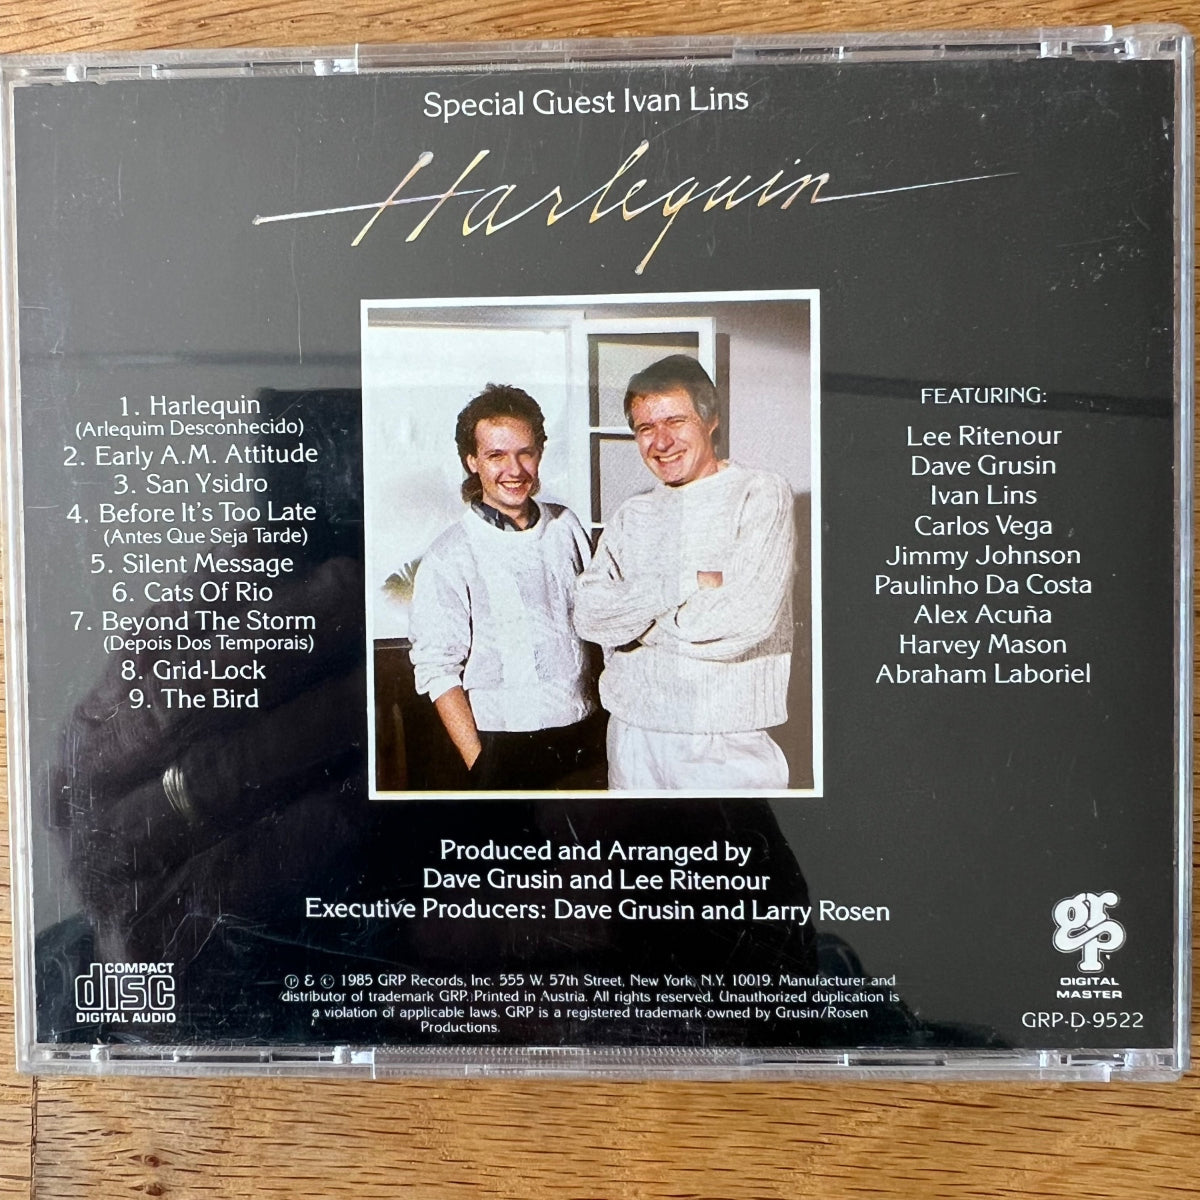 Special Guest Ivan Lins
Harlequin
1. Harlequin
(Arlequim Desconhecido)
2. Early A.M. Attitude
3. San Ysidro
4. Before It's Too Late
(Antes Que Seja Tarde)
5. Silent Message
6. Cats Of Rio
7. Beyond The Storm
(Depois Dos Temporais)
8. Grid-Lock
9. The Bird
FEATURING:
Lee Ritenour
Dave Grusin
Ivan Lins
Carlos Vega
Jimmy Johnson
Paulinho Da Costa
Alex Acuña
Harvey Mason
Abraham Laboriel
Produced and Arranged by
Dave Grusin and Lee Ritenour
Executive Producers: Dave Grusin and Larry Rosen
COMPACT
disc
DIGITAL AUDIO
℗ & © 1985 GRP Records, Inc. 555 W. 57th Street, New York, N.Y. 10019. Manufacturer and
distributor of trademark GRP. Printed in Austria. All rights reserved. Unauthorized duplication is
a violation of applicable laws. GRP is a registered trademark owned by Grusin/Rosen
Productions.
grp
DIGITAL
MASTER
GRP-D-9522